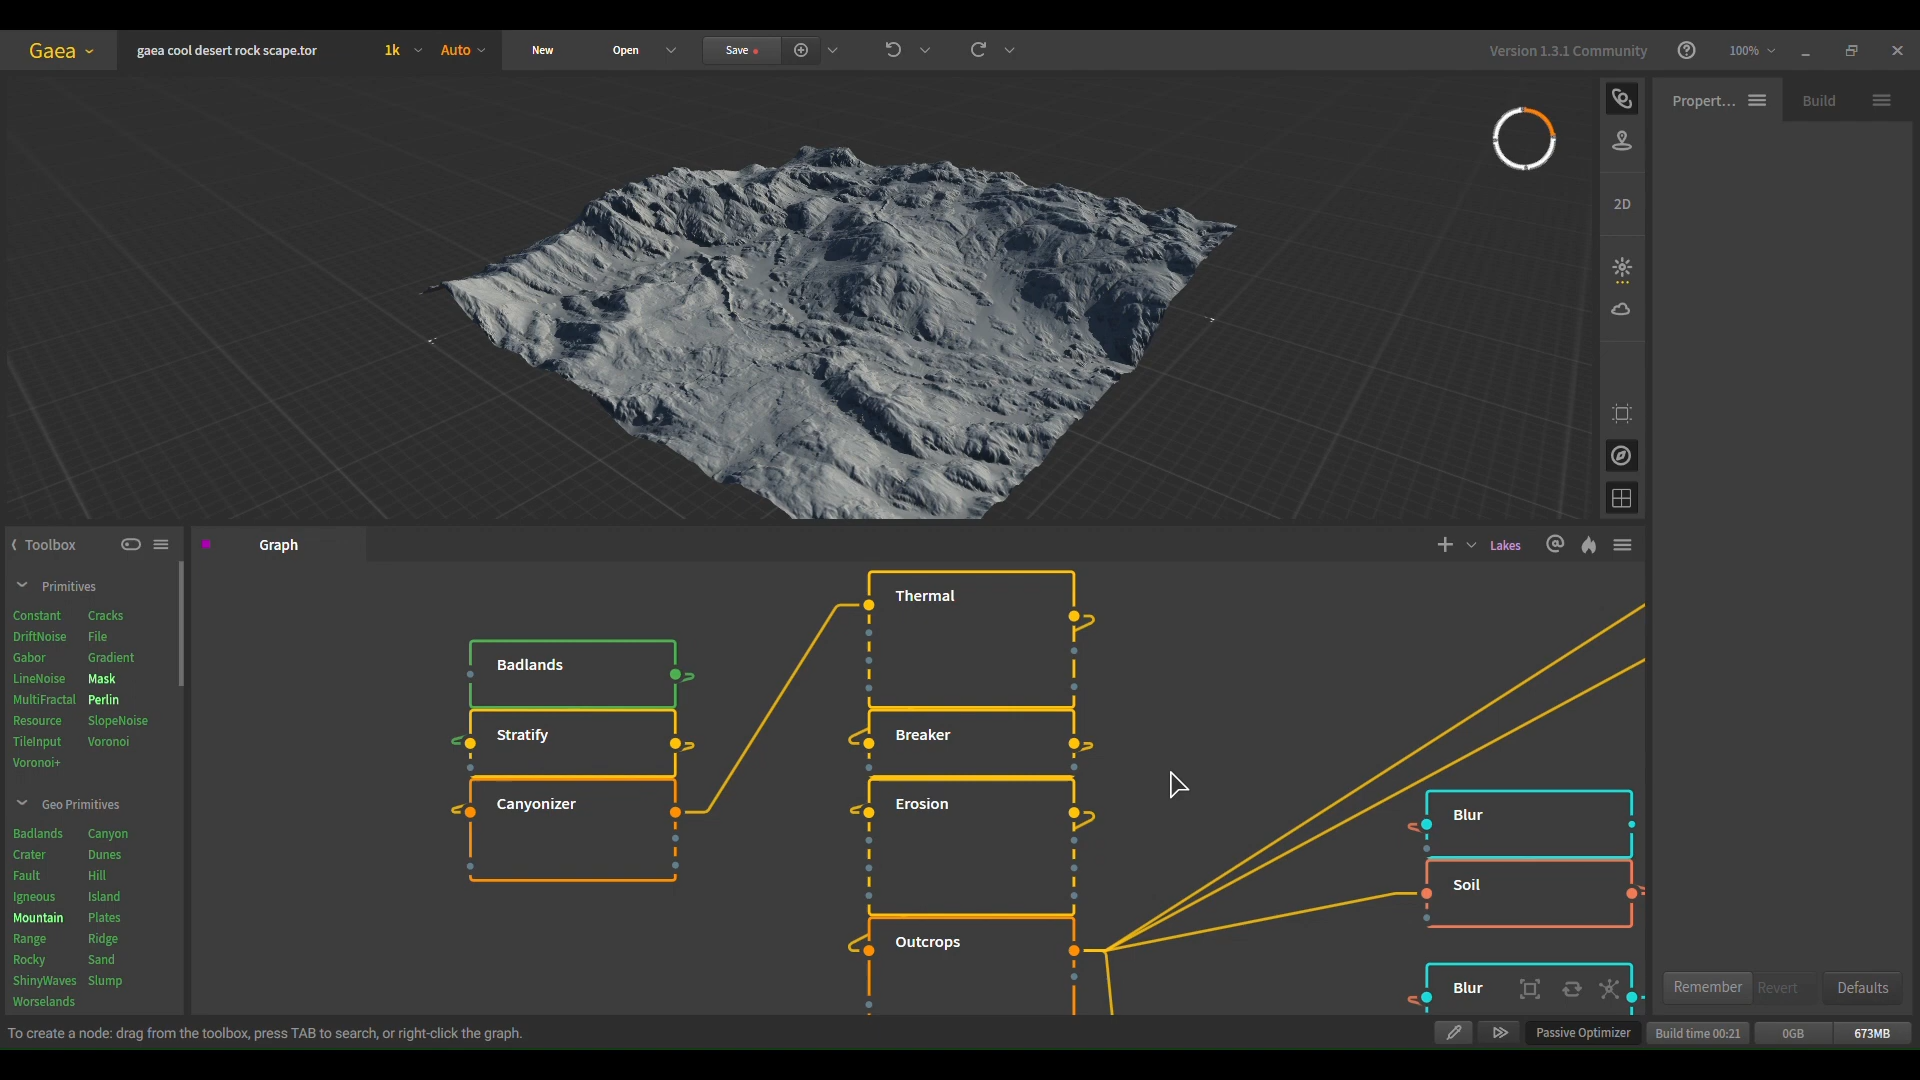 Gaea gaea cool desert rock scape.tor 1k Auto New Open Save Version 1.3.1 Community 100%
Propert... Build
2D
Toolbox
Graph
Lakes
Primitives
Constant Cracks
DriftNoise File
Gabor Gradient
LineNoise Mask
MultiFractal Perlin
Resource SlopeNoise
TileInput Voronoi
Voronoi+
Geo Primitives
Badlands Canyon
Crater Dunes
Fault Hill
Igneous Island
Mountain Plates
Range Ridge
Rocky Sand
ShinyWaves Slump
Worselands
Badlands
Stratify
Canyonizer
Thermal
Breaker
Erosion
Outcrops
Blur
Soil
Blur
Remember Revert Defaults
To create a node: drag from the toolbox, press TAB to search, or right-click the graph.
Passive Optimizer Build time 00:21 0GB 673MB